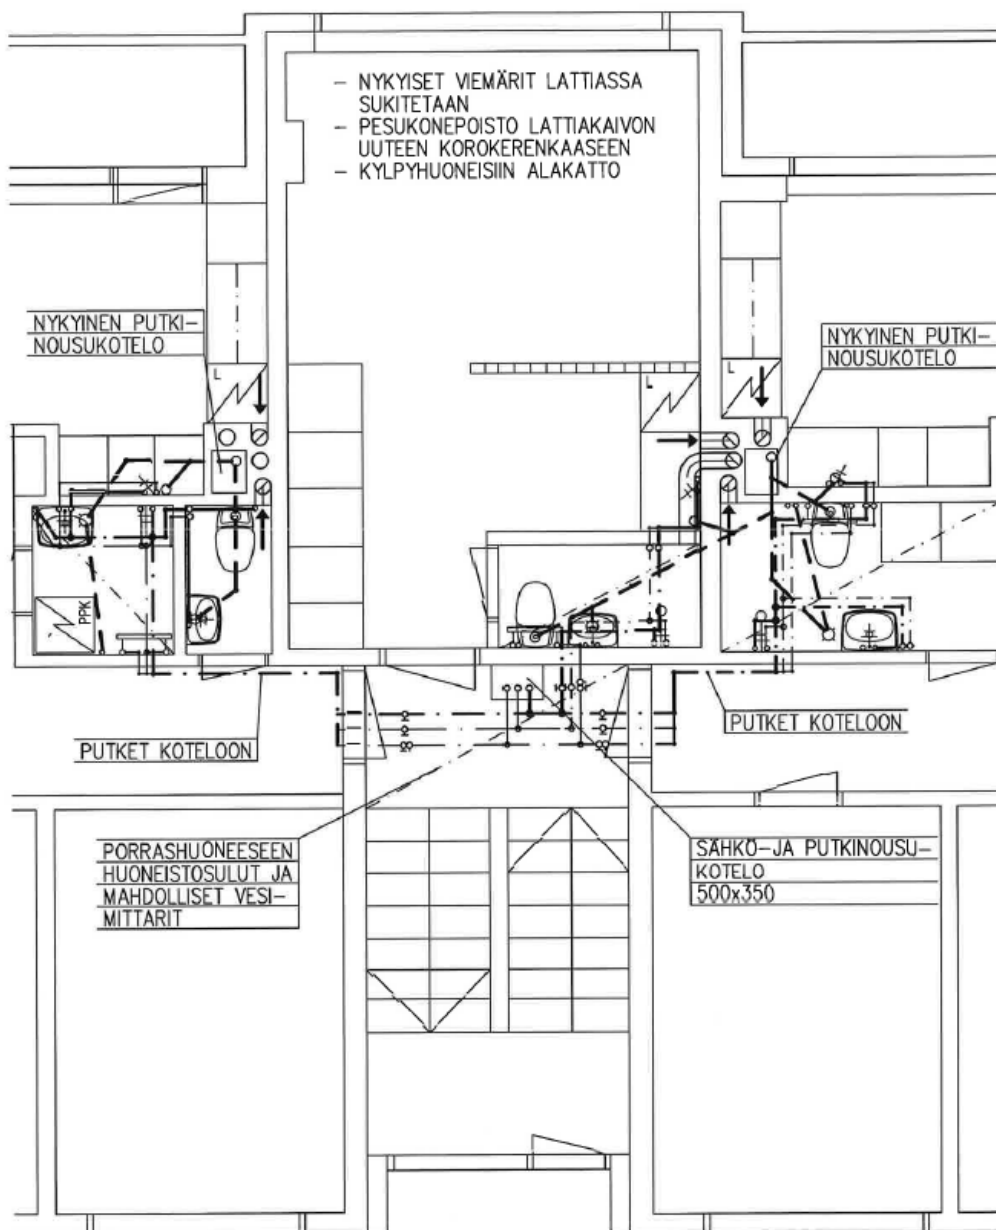 - NYKYISET VIEMÄRIT LATTIASSA
SUKITETAAN
- PESUKONEPOISTO LATTIAKAIVON
UUTEEN KOROKERENKAASEEN
- KYLPYHUONEISIIN ALAKATTO
NYKYINEN PUTKI-
NOUSUKOTELO
NYKYINEN PUTKI-
NOUSUKOTELO
L
L
L
PPK
PUTKET KOTELOON
PUTKET KOTELOON
PORRASHUONEESEEN
HUONEISTOSULUT JA
MAHDOLLISET VESI-
MITTARIT
SÄHKÖ-JA PUTKINOUSU-
KOTELO
500x350